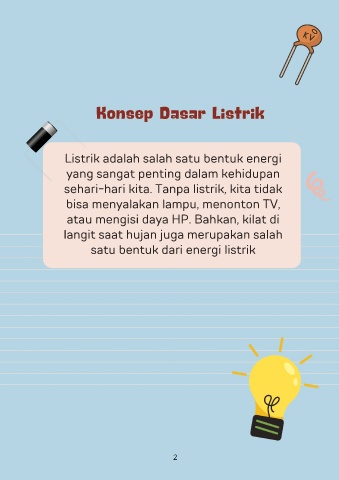 KV
Konsep Dasar Listrik
Listrik adalah salah satu bentuk energi
yang sangat penting dalam kehidupan
sehari-hari kita. Tanpa listrik, kita tidak
bisa menyalakan lampu, menonton TV,
atau mengisi daya HP. Bahkan, kilat di
langit saat hujan juga merupakan salah
satu bentuk dari energi listrik
2